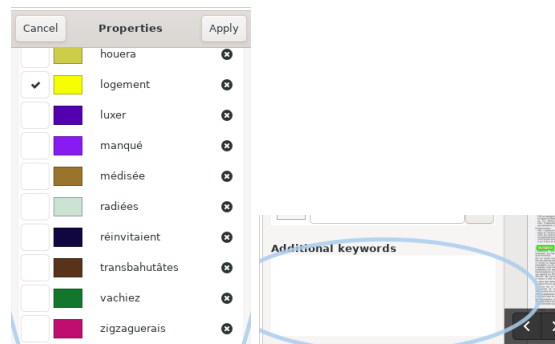 Cancel Properties Apply
houera
logement
luxer
manqué
médisée
radiées
réinvitaient
transbahutâtes
vachiez
zigzaguerais
Additional keywords